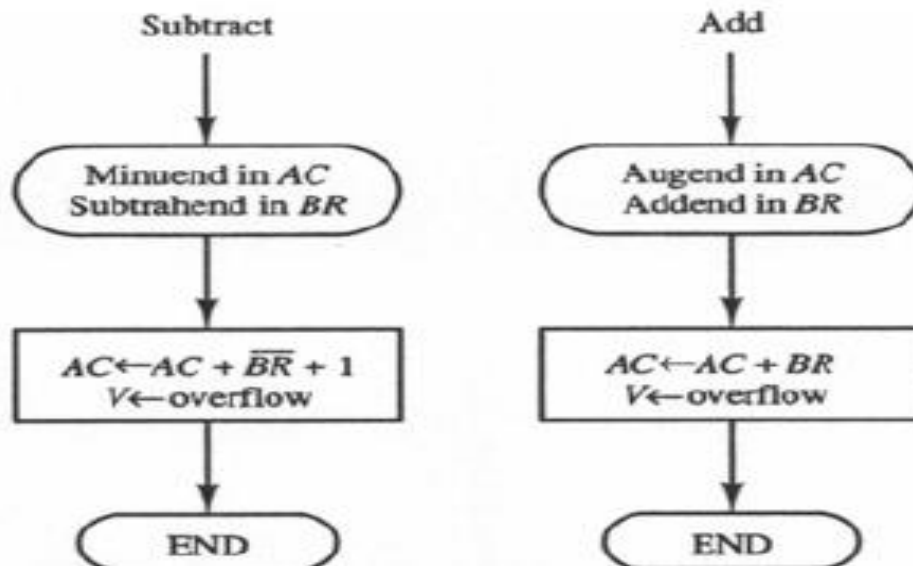 Subtract
Minuend in AC
Subtrahend in BR
AC←AC + B̅R̅ + 1
V←overflow
END
Add
Augend in AC
Addend in BR
AC←AC + BR
V←overflow
END